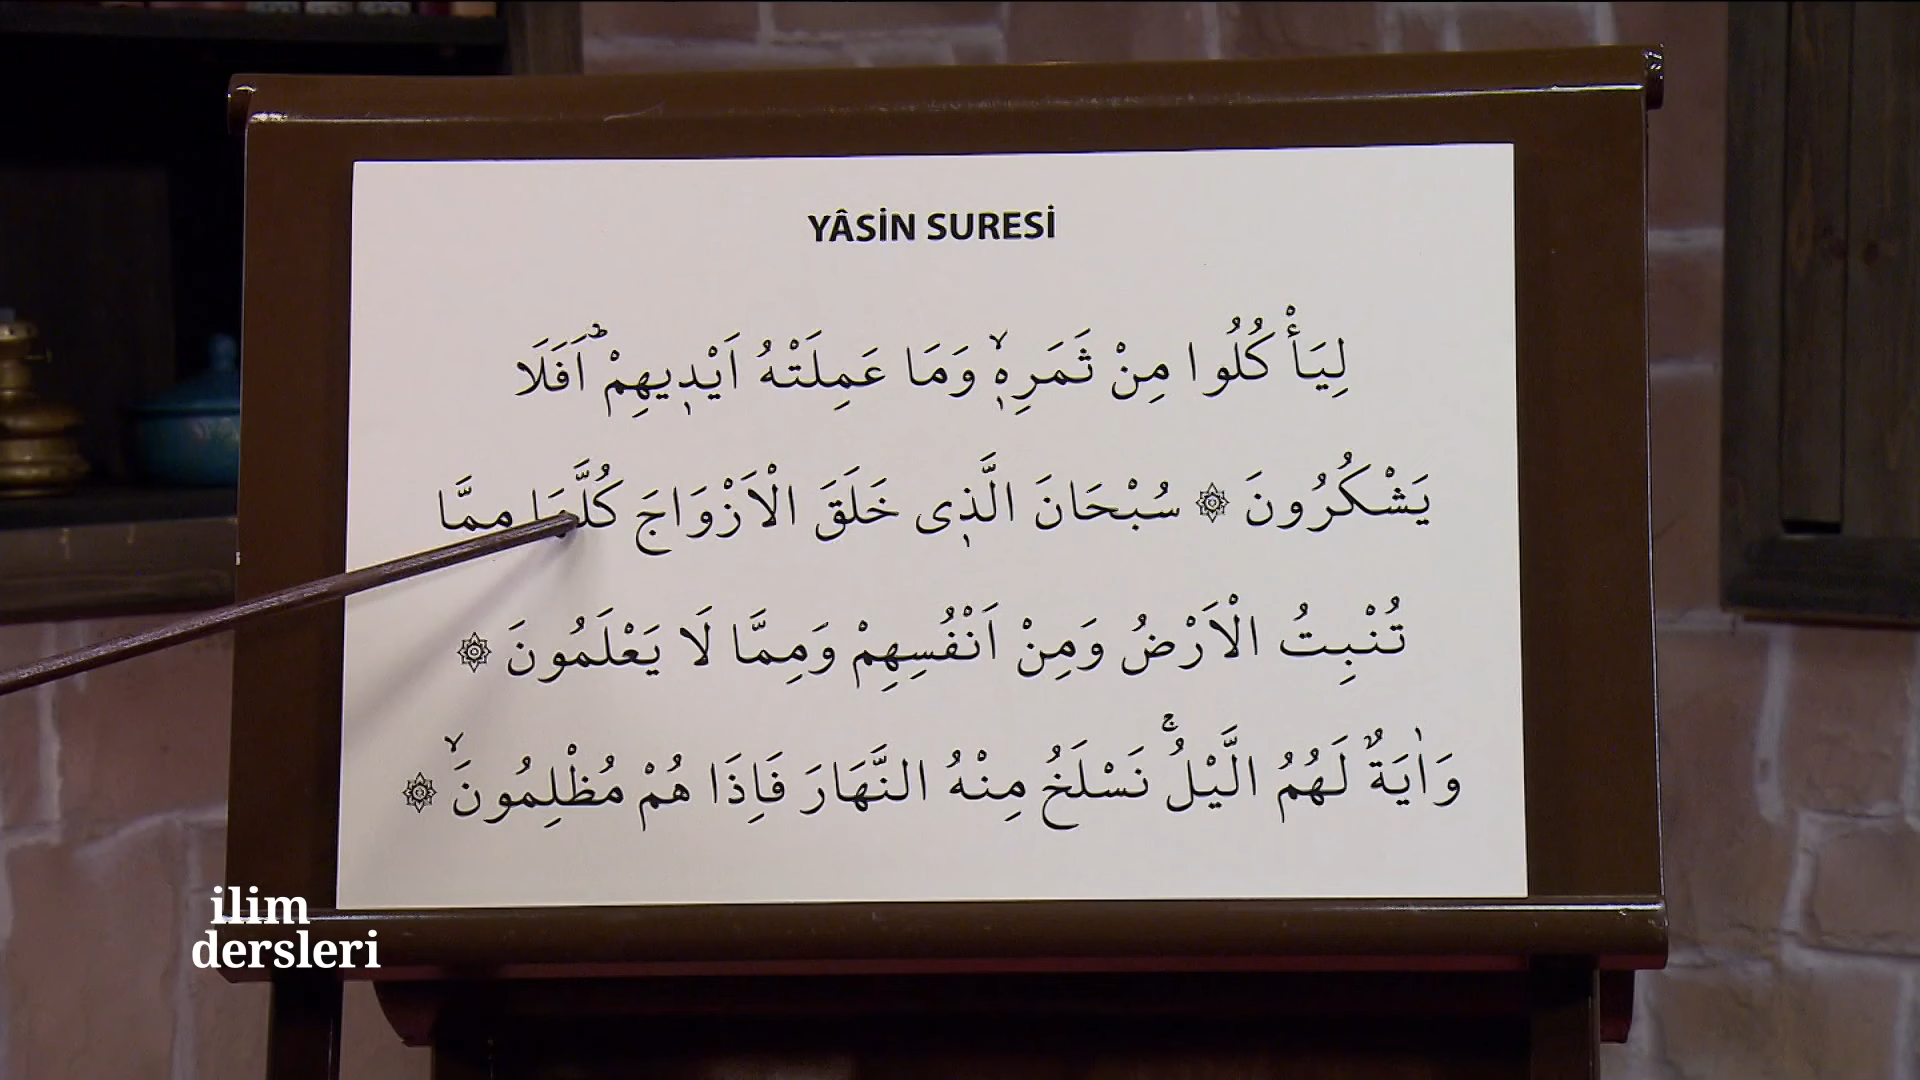 YÂSİN SURESİ
لِيَأْكُلُوا مِنْ ثَمَرِه۪ۙ وَمَا عَمِلَتْهُ اَيْد۪يهِمْۜ اَفَلَا
يَشْكُرُونَ ۞ سُبْحَانَ الَّذ۪ى خَلَقَ الْاَزْوَاجَ كُلَّهَا مِمَّا
تُنْبِتُ الْاَرْضُ وَمِنْ اَنْفُسِهِمْ وَمِمَّا لَا يَعْلَمُونَ ۞
وَاٰيَةٌ لَهُمُ الَّيْلُۚ نَسْلَخُ مِنْهُ النَّهَارَ فَاِذَا هُمْ مُظْلِمُونَۙ ۞
ilim
dersleri